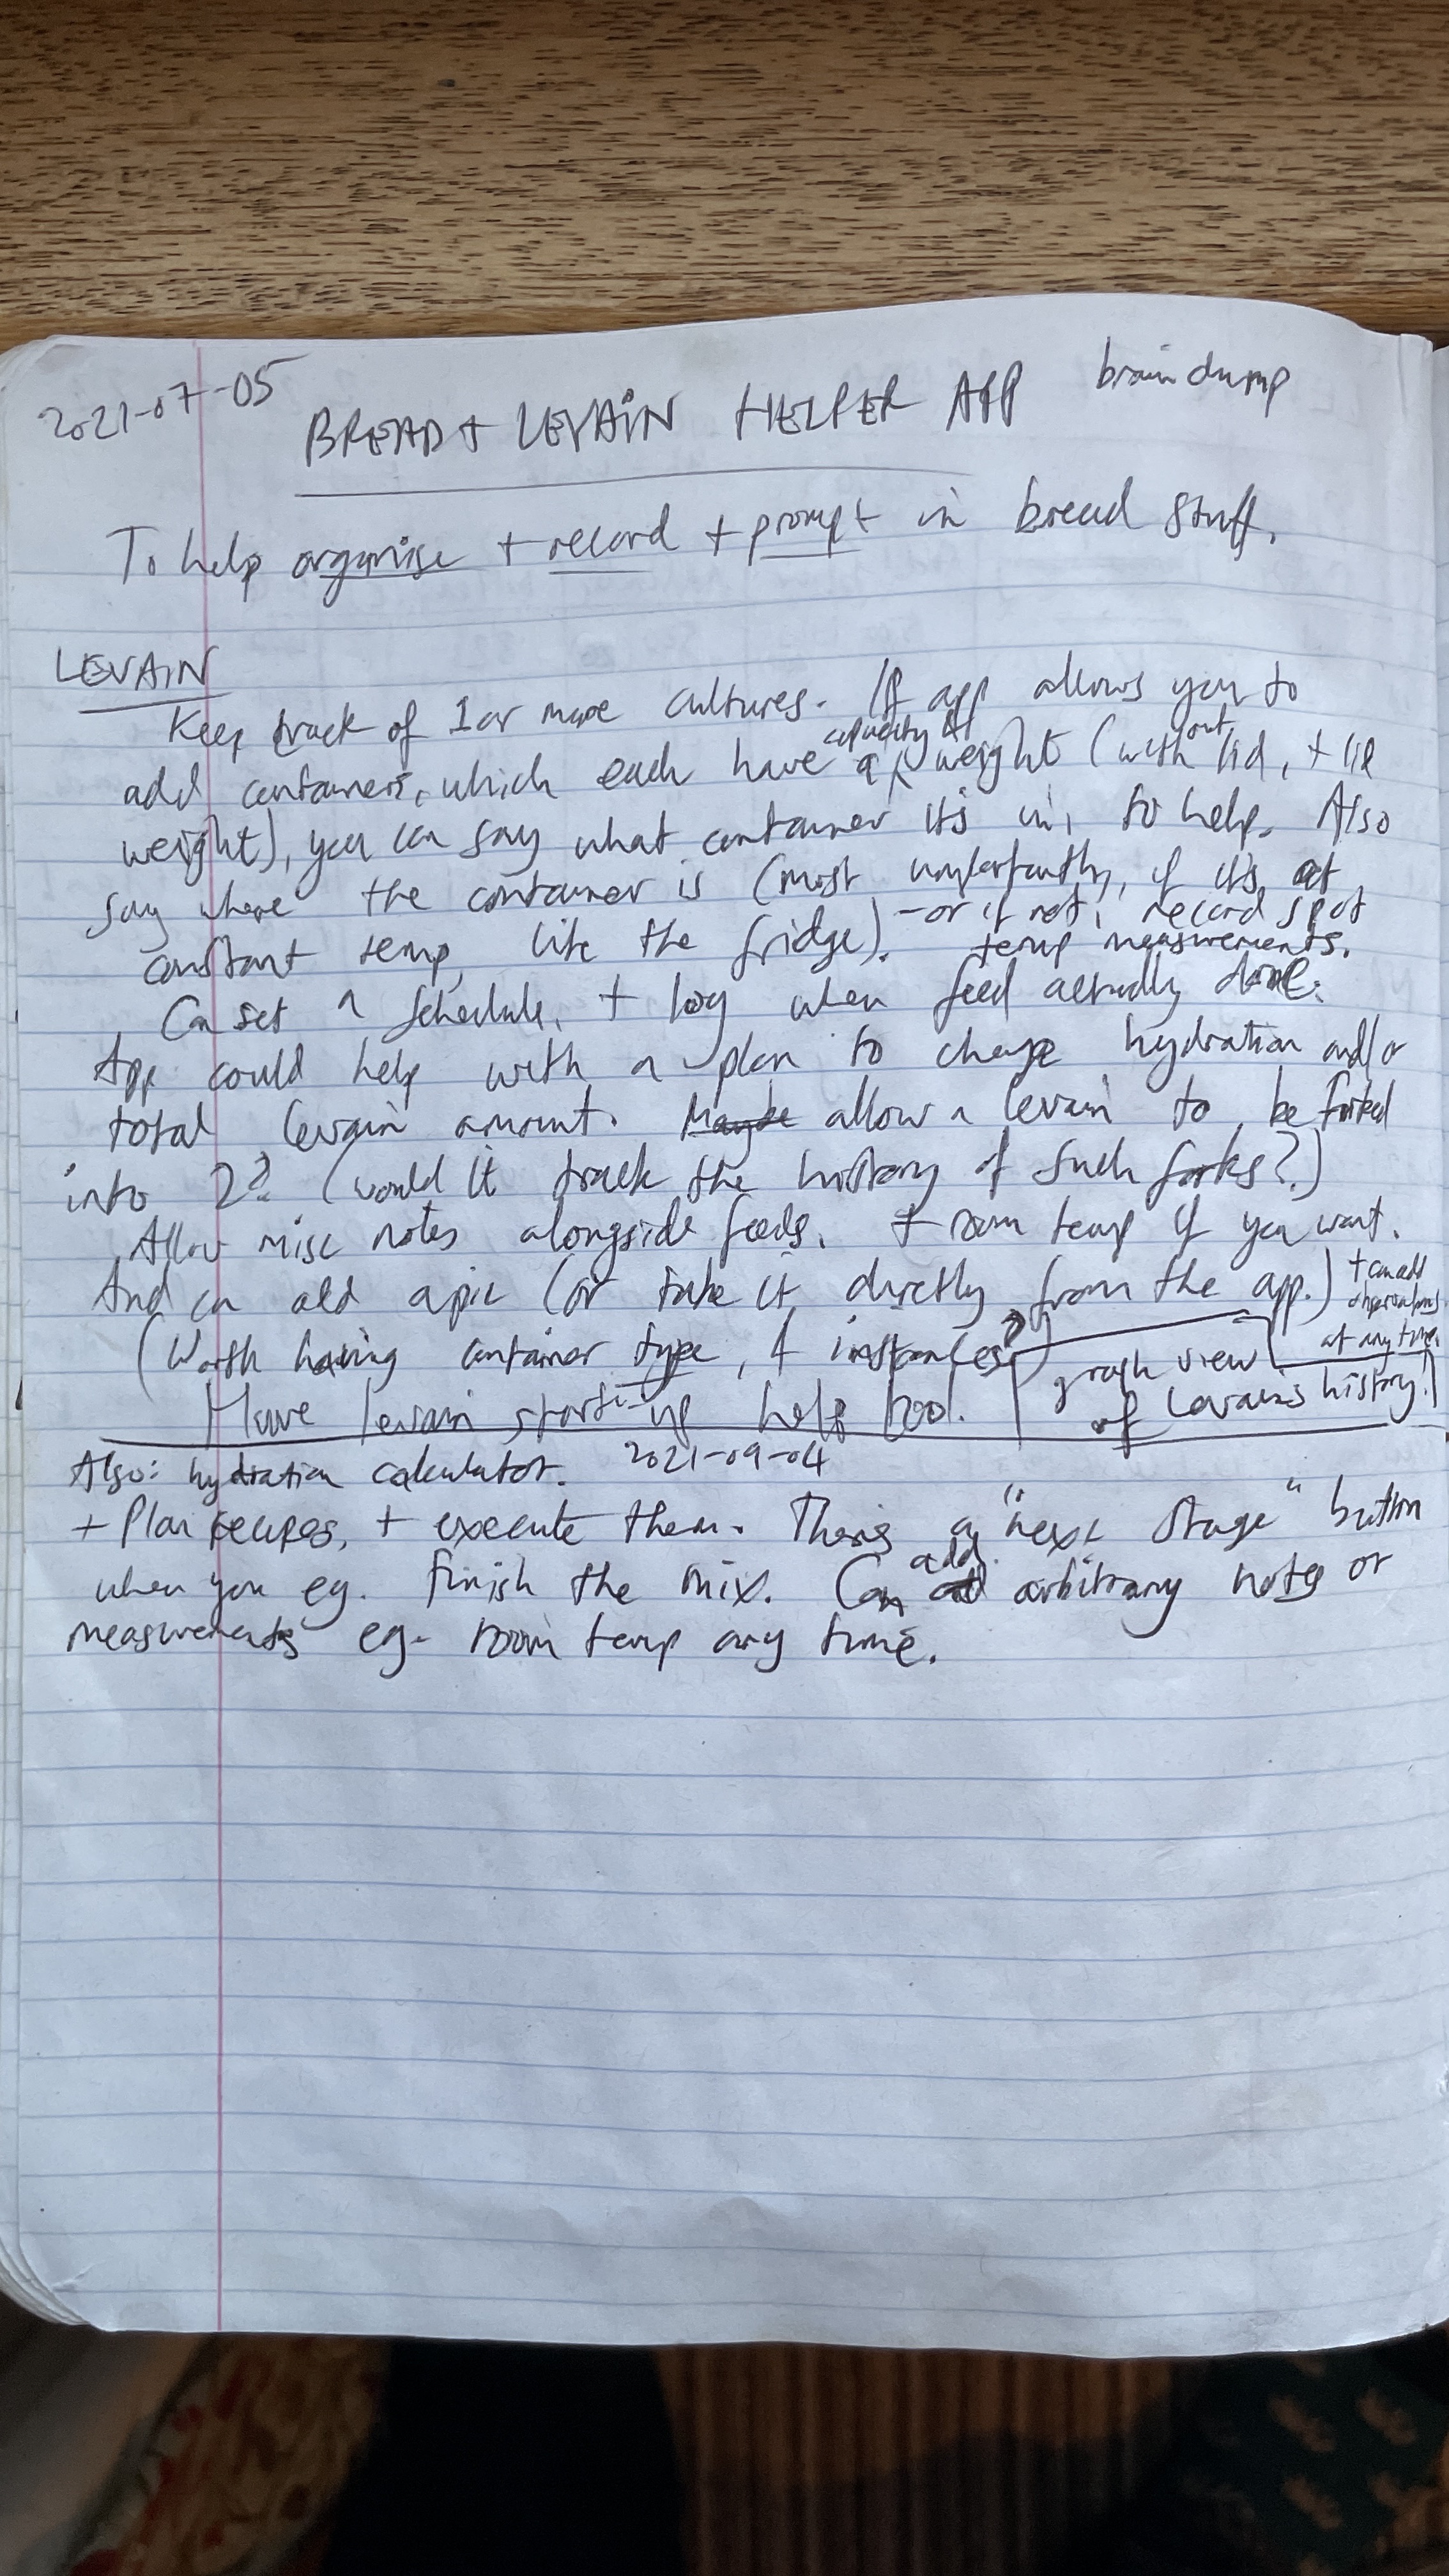 2021-07-05
BREAD + LEVAIN HELPER APP braindump
To help organise + record + prompt in bread stuff.
LEVAIN
Keep track of 1 or more cultures. If app allows you to
capacity &
add containers, which each have a weight (without lid, + lid
weight), you can say what container it's in, to help. Also
say where the container is (most importantly, if it's at
constant temp, like the fridge). - or if not, record spot
temp measurements.
Can set a schedule, + log when feed actually done.
App could help with a plan to change hydration and/or
total levain amount. Maybe allow a levain to be forked
into 2? (would it track the history of such forks?)
Allow misc notes alongside feeds. + room temp if you want.
And can add a pic (or take it directly from the app.)
+ can add
observations
at any time
(Worth having container type, & instances?)
graph view
of levain's history!
Have levain start-up help too.
Also: hydration calculator. 2021-09-04
+ Plan recipes, + execute them. There's a "next stage" button
when you eg. finish the mix. Can add arbitrary notes or
measurements eg. room temp any time.